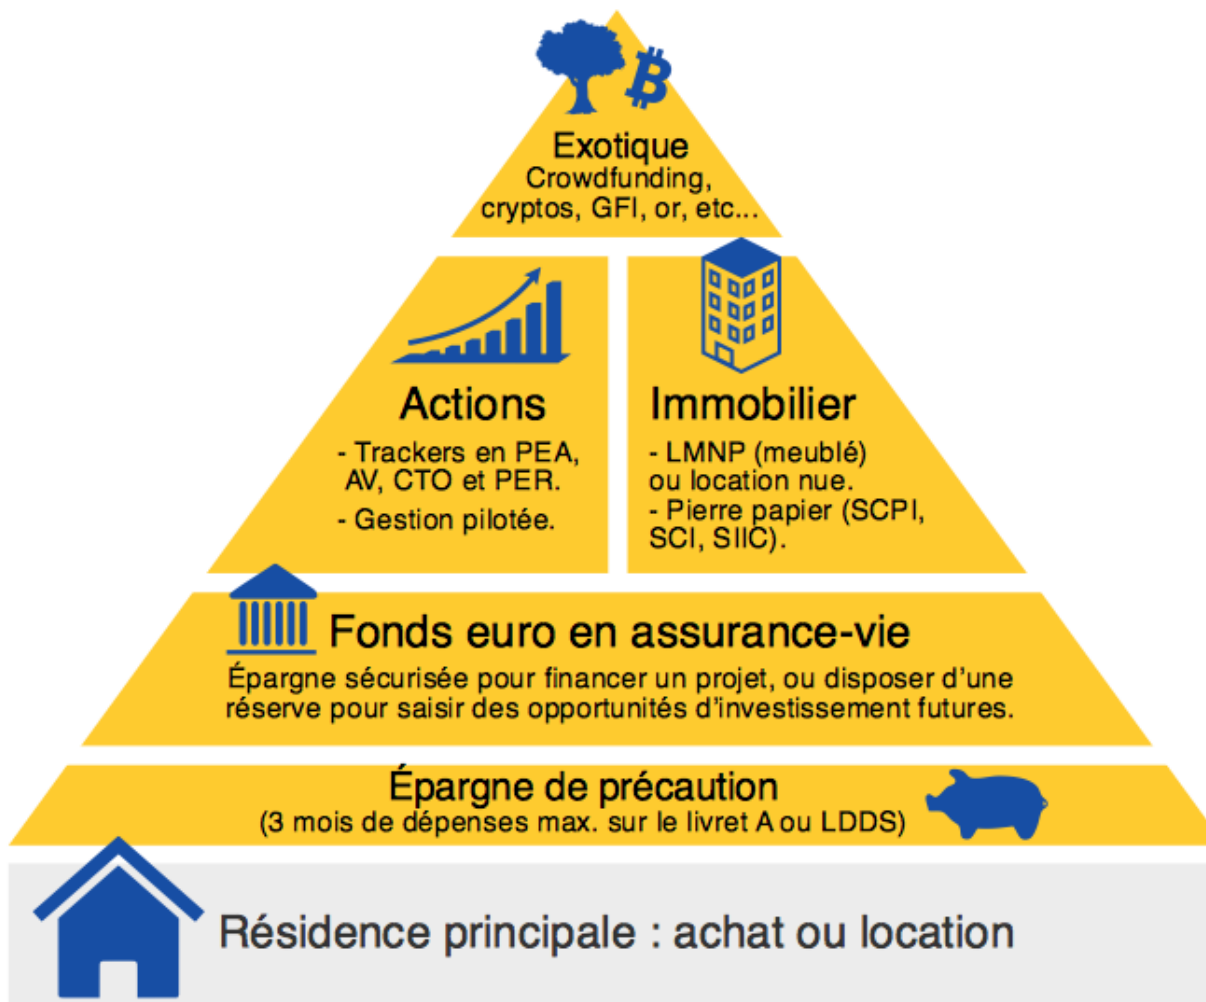 Exotique
Crowdfunding,
cryptos, GFI, or, etc...
Actions
- Trackers en PEA,
AV, CTO et PER.
- Gestion pilotée.
Immobilier
- LMNP (meublé)
ou location nue.
- Pierre papier (SCPI,
SCI, SIIC).
Fonds euro en assurance-vie
Épargne sécurisée pour financer un projet, ou disposer d'une
réserve pour saisir des opportunités d'investissement futures.
Épargne de précaution
(3 mois de dépenses max. sur le livret A ou LDDS)
Résidence principale : achat ou location